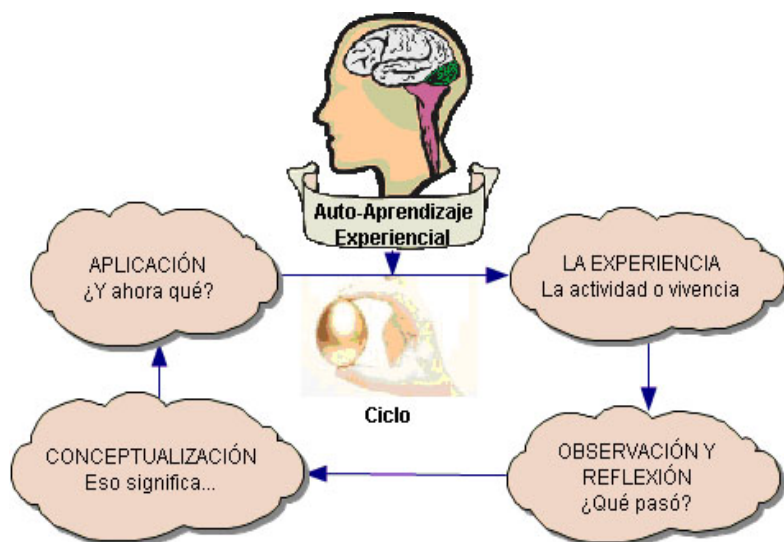 Auto-Aprendizaje
Experiencial
APLICACIÓN
¿Y ahora qué?
LA EXPERIENCIA
La actividad o vivencia
Ciclo
CONCEPTUALIZACIÓN
Eso significa...
OBSERVACIÓN Y
REFLEXIÓN
¿Qué pasó?